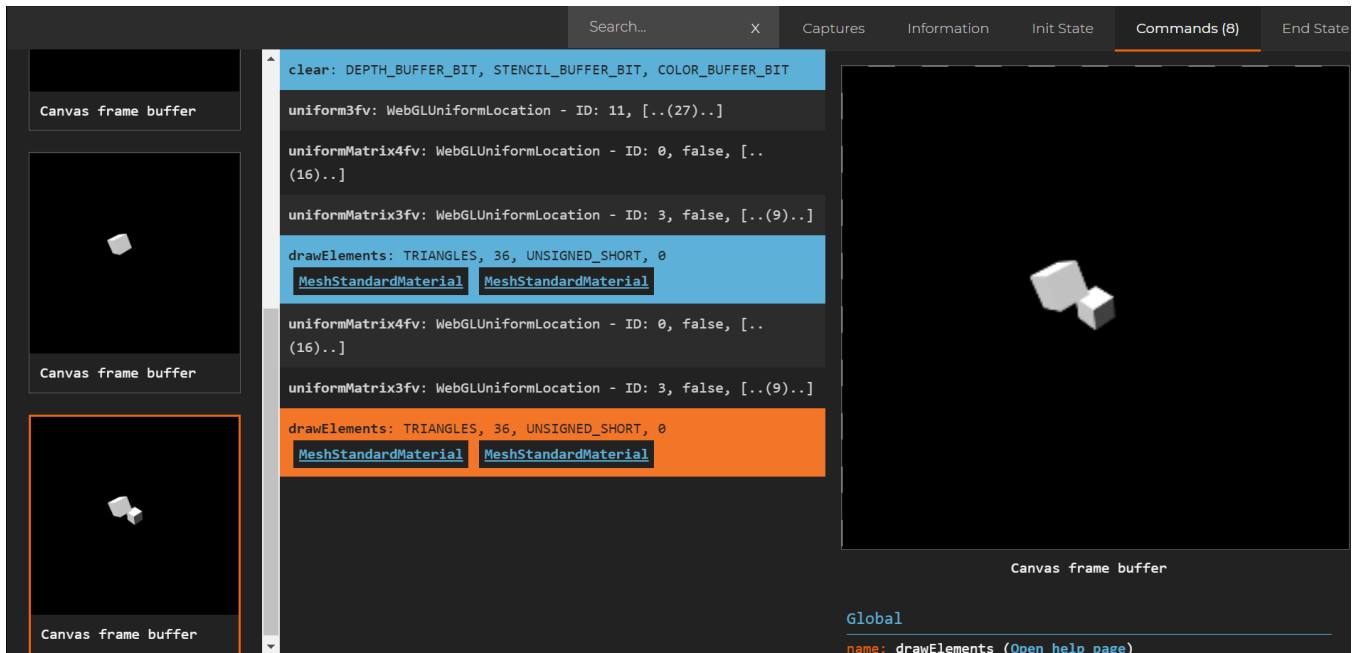 Search... X Captures Information Init State Commands (8) End State
Canvas frame buffer
Canvas frame buffer
Canvas frame buffer
clear: DEPTH_BUFFER_BIT, STENCIL_BUFFER_BIT, COLOR_BUFFER_BIT
uniform3fv: WebGLUniformLocation - ID: 11, [..(27)..]
uniformMatrix4fv: WebGLUniformLocation - ID: 0, false, [..
(16)..]
uniformMatrix3fv: WebGLUniformLocation - ID: 3, false, [..(9)..]
drawElements: TRIANGLES, 36, UNSIGNED_SHORT, 0
MeshStandardMaterial MeshStandardMaterial
uniformMatrix4fv: WebGLUniformLocation - ID: 0, false, [..
(16)..]
uniformMatrix3fv: WebGLUniformLocation - ID: 3, false, [..(9)..]
drawElements: TRIANGLES, 36, UNSIGNED_SHORT, 0
MeshStandardMaterial MeshStandardMaterial
Canvas frame buffer
Global
name: drawElements (Open help page)